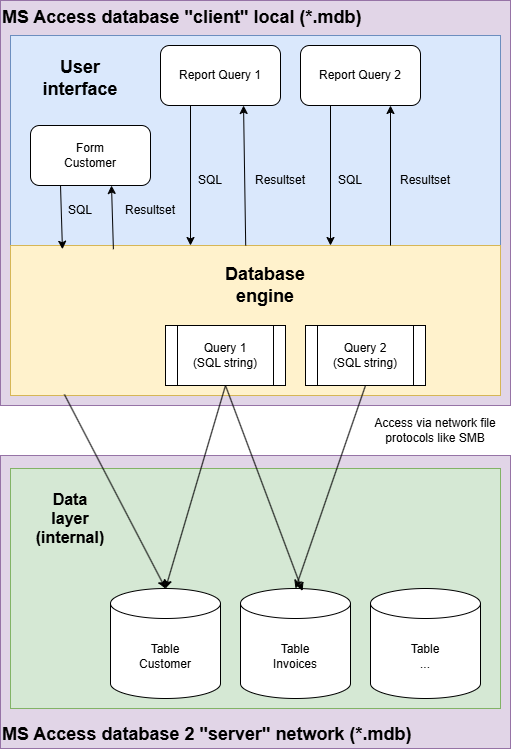 MS Access database "client" local (*.mdb)
User
interface
Report Query 1
Report Query 2
Form
Customer
SQL
Resultset
SQL
Resultset
SQL
Resultset
Database
engine
Query 1
(SQL string)
Query 2
(SQL string)
Access via network file
protocols like SMB
Data
layer
(internal)
Table
Customer
Table
Invoices
Table
...
MS Access database 2 "server" network (*.mdb)